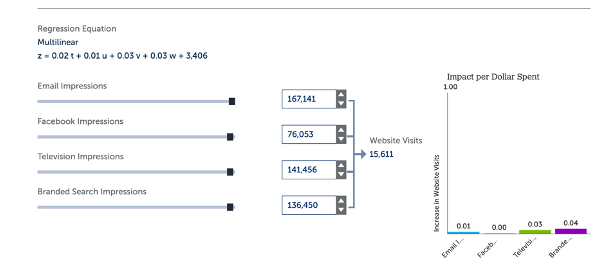 Regression Equation
Multilinear
z = 0.02 t + 0.01 u + 0.03 v + 0.03 w + 3,406
Email Impressions
167,141
Facebook Impressions
76,053
Television Impressions
141,456
Branded Search Impressions
136,450
Website Visits
15,611
Impact per Dollar Spent
1.00
Increase in Website Visits
0.01
0.00
0.03
0.04
Email I...
Faceb...
Televisi...
Brande...